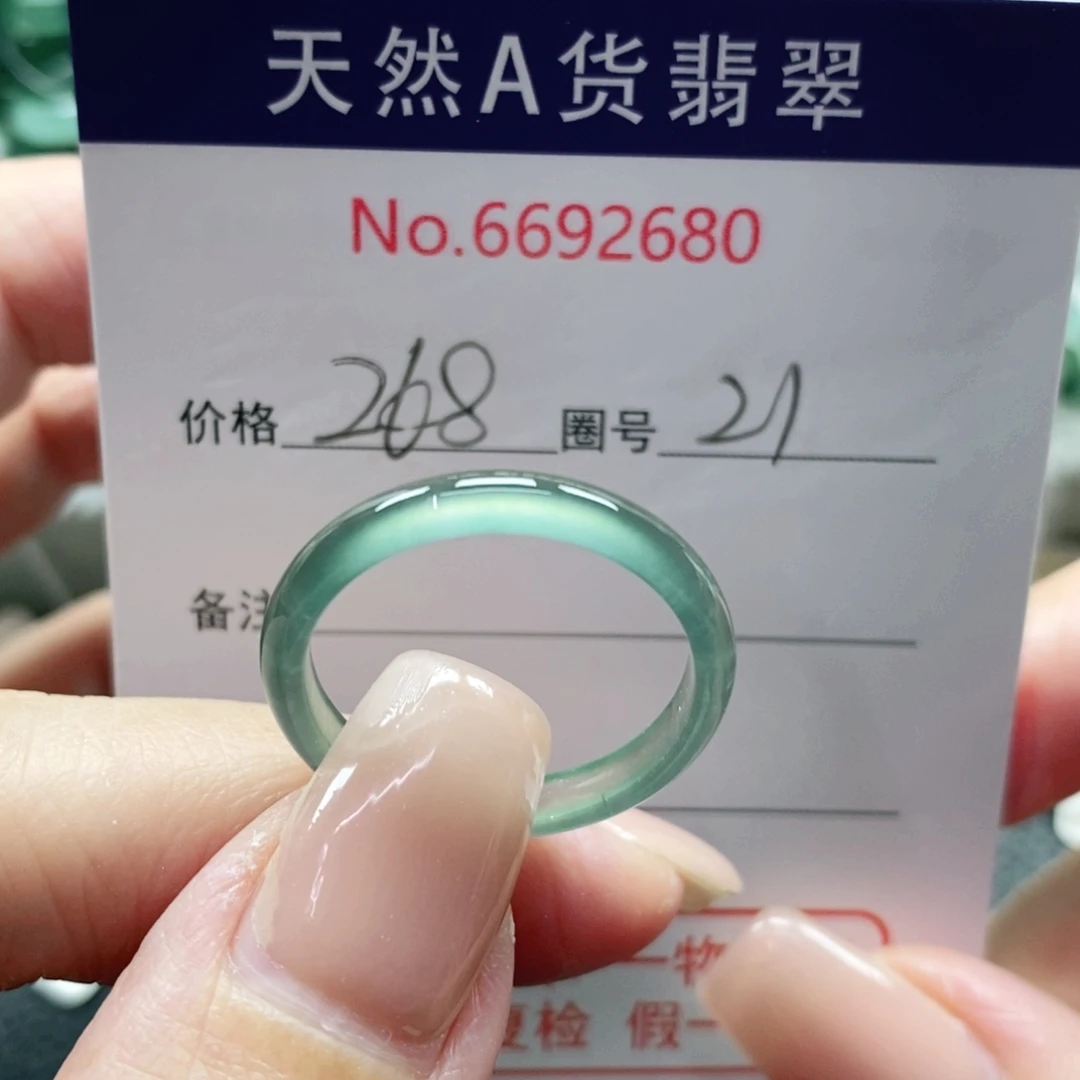 天然A货翡翠
No.6692680
价格 268 圈号 21
备注
一物
复检 假一